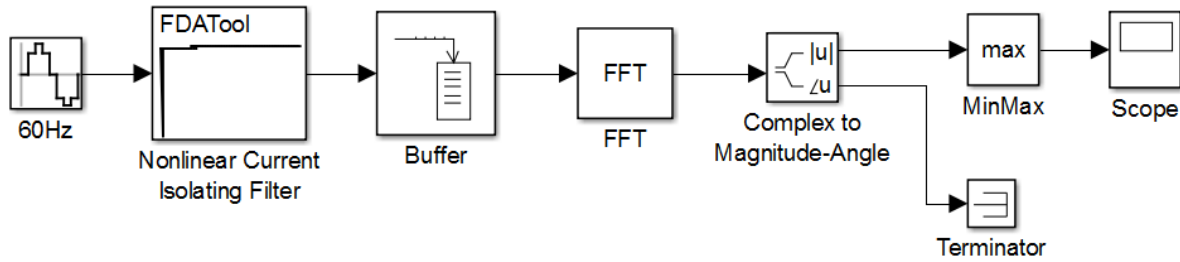 FDATool
60Hz
Nonlinear Current
Isolating Filter
Buffer
FFT
FFT
|u|
∠u
Complex to
Magnitude-Angle
max
MinMax
Scope
Terminator